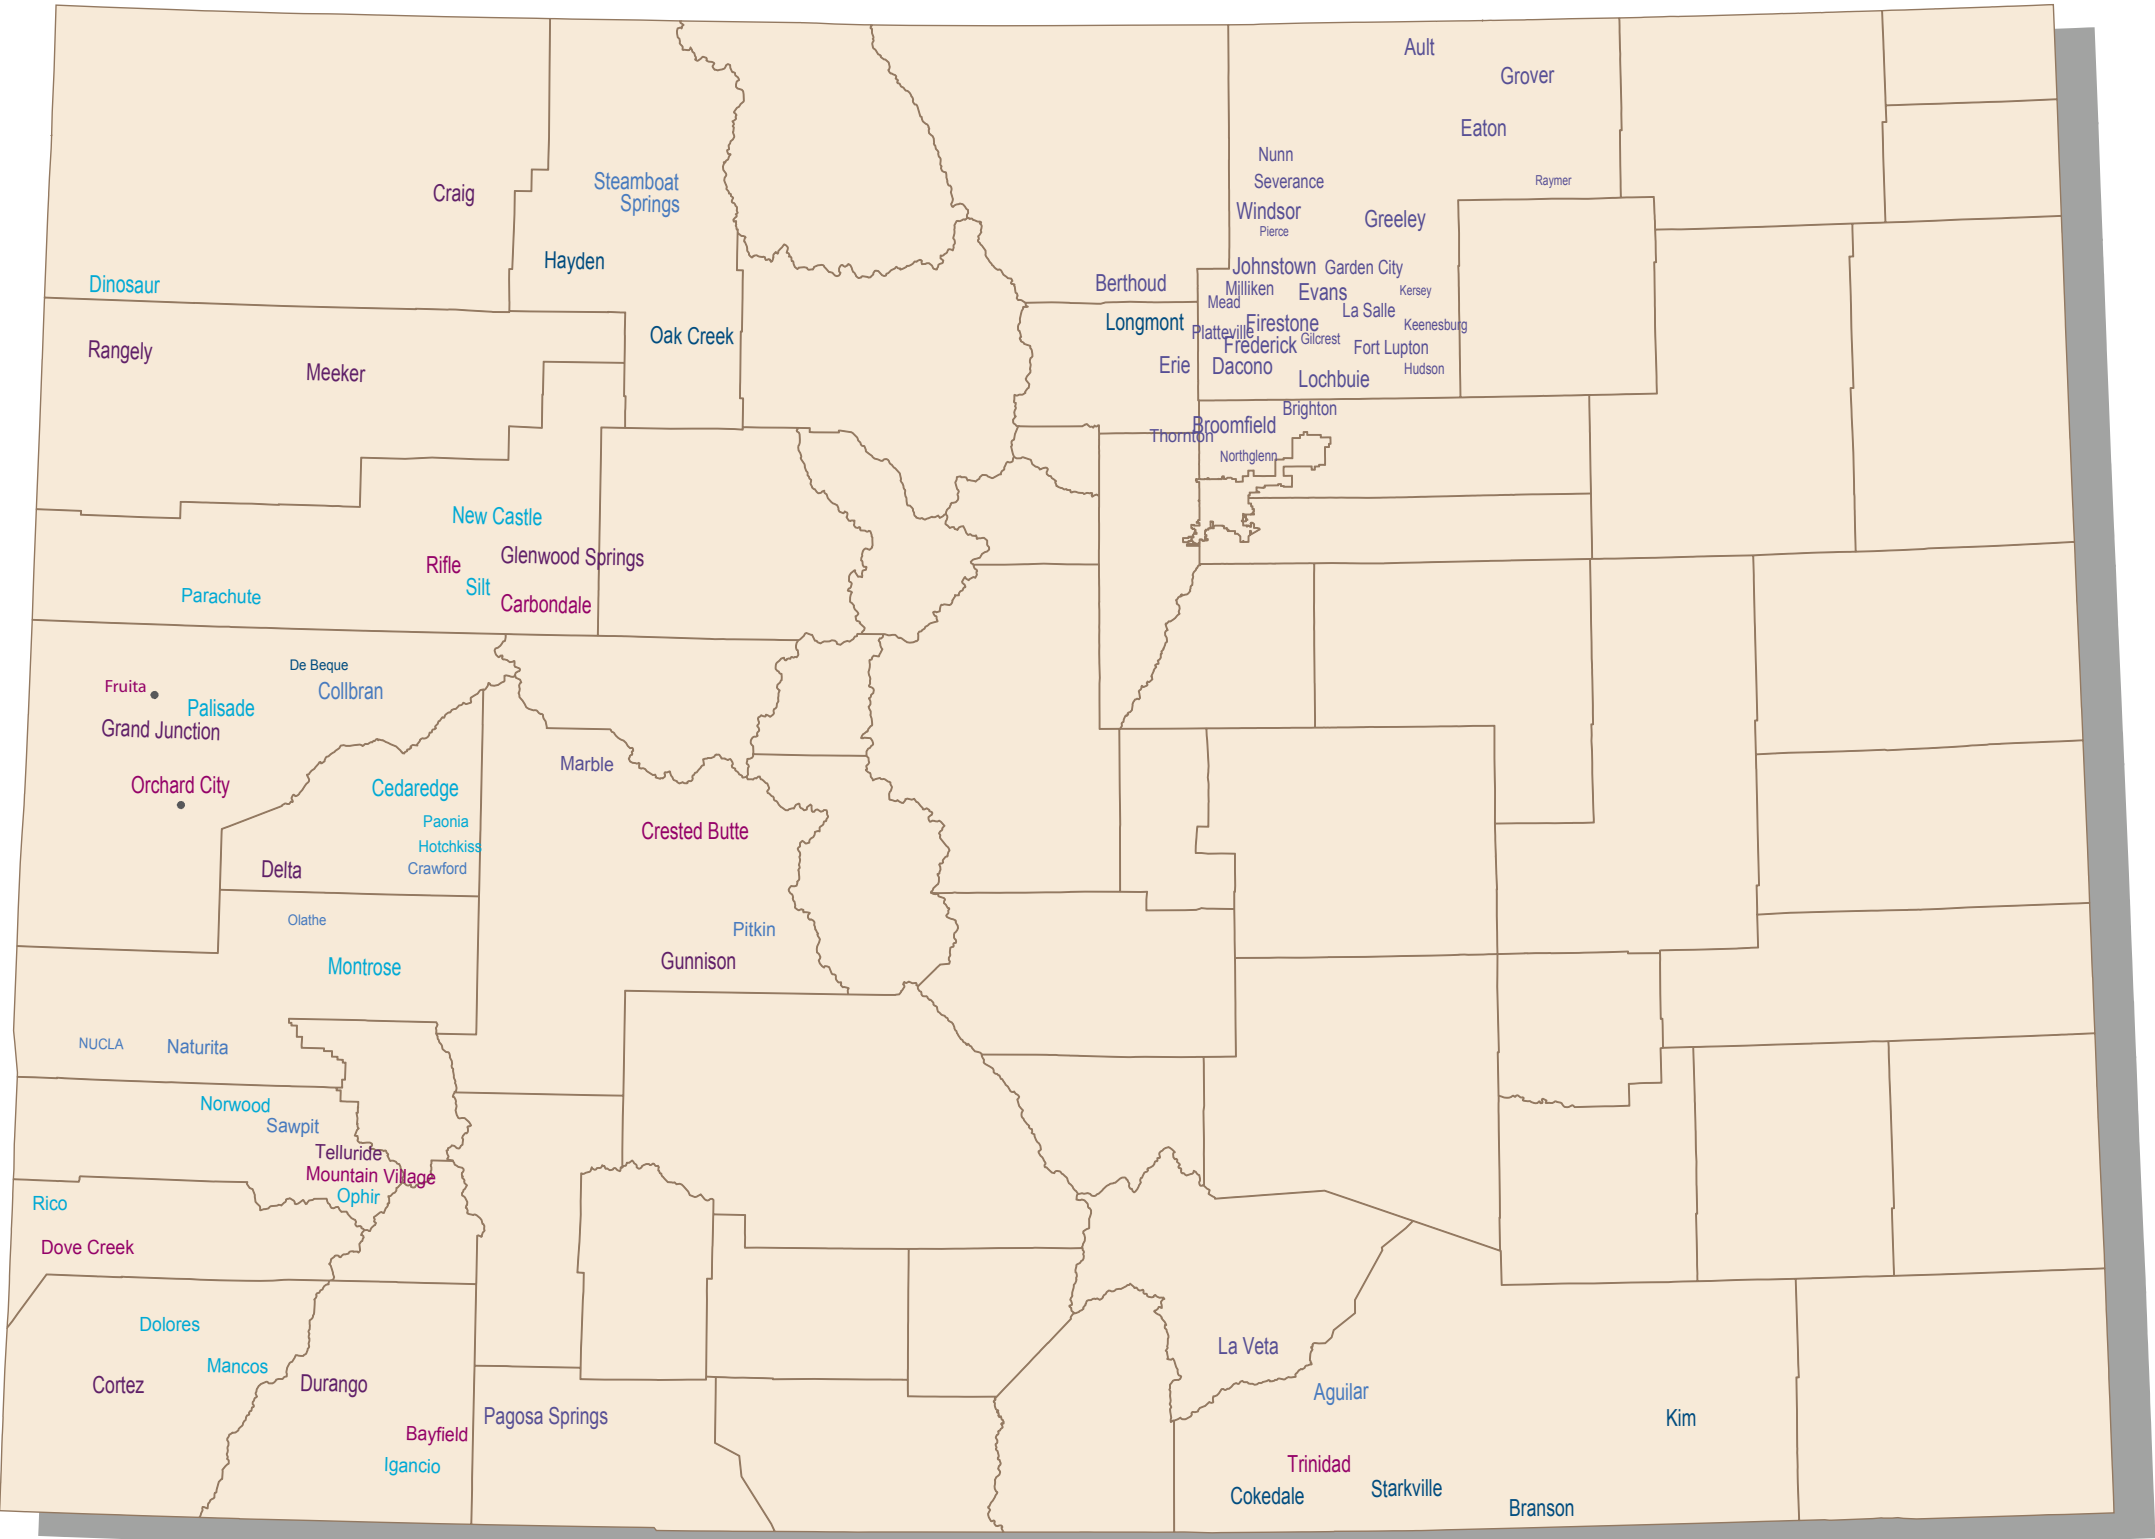 Ault
Grover
Eaton
Nunn
Severance
Raymer
Windsor
Greeley
Pierce
Craig
Steamboat
Springs
Hayden
Dinosaur
Oak Creek
Rangely
Meeker
Berthoud
Johnstown
Garden City
Milliken
Evans
Kersey
Mead
La Salle
Longmont
Firestone
Keenesburg
Platteville
Gilcrest
Frederick
Fort Lupton
Erie
Dacono
Hudson
Lochbuie
Brighton
Broomfield
Thornton
Northglenn
New Castle
Glenwood Springs
Rifle
Silt
Parachute
Carbondale
De Beque
Fruita
Collbran
Palisade
Grand Junction
Marble
Orchard City
Cedaredge
Paonia
Crested Butte
Hotchkiss
Delta
Crawford
Olathe
Pitkin
Montrose
Gunnison
NUCLA
Naturita
Norwood
Sawpit
Telluride
Mountain Village
Ophir
Rico
Dove Creek
Dolores
Mancos
Cortez
Durango
La Veta
Aguilar
Pagosa Springs
Kim
Bayfield
Igancio
Trinidad
Cokedale
Starkville
Branson